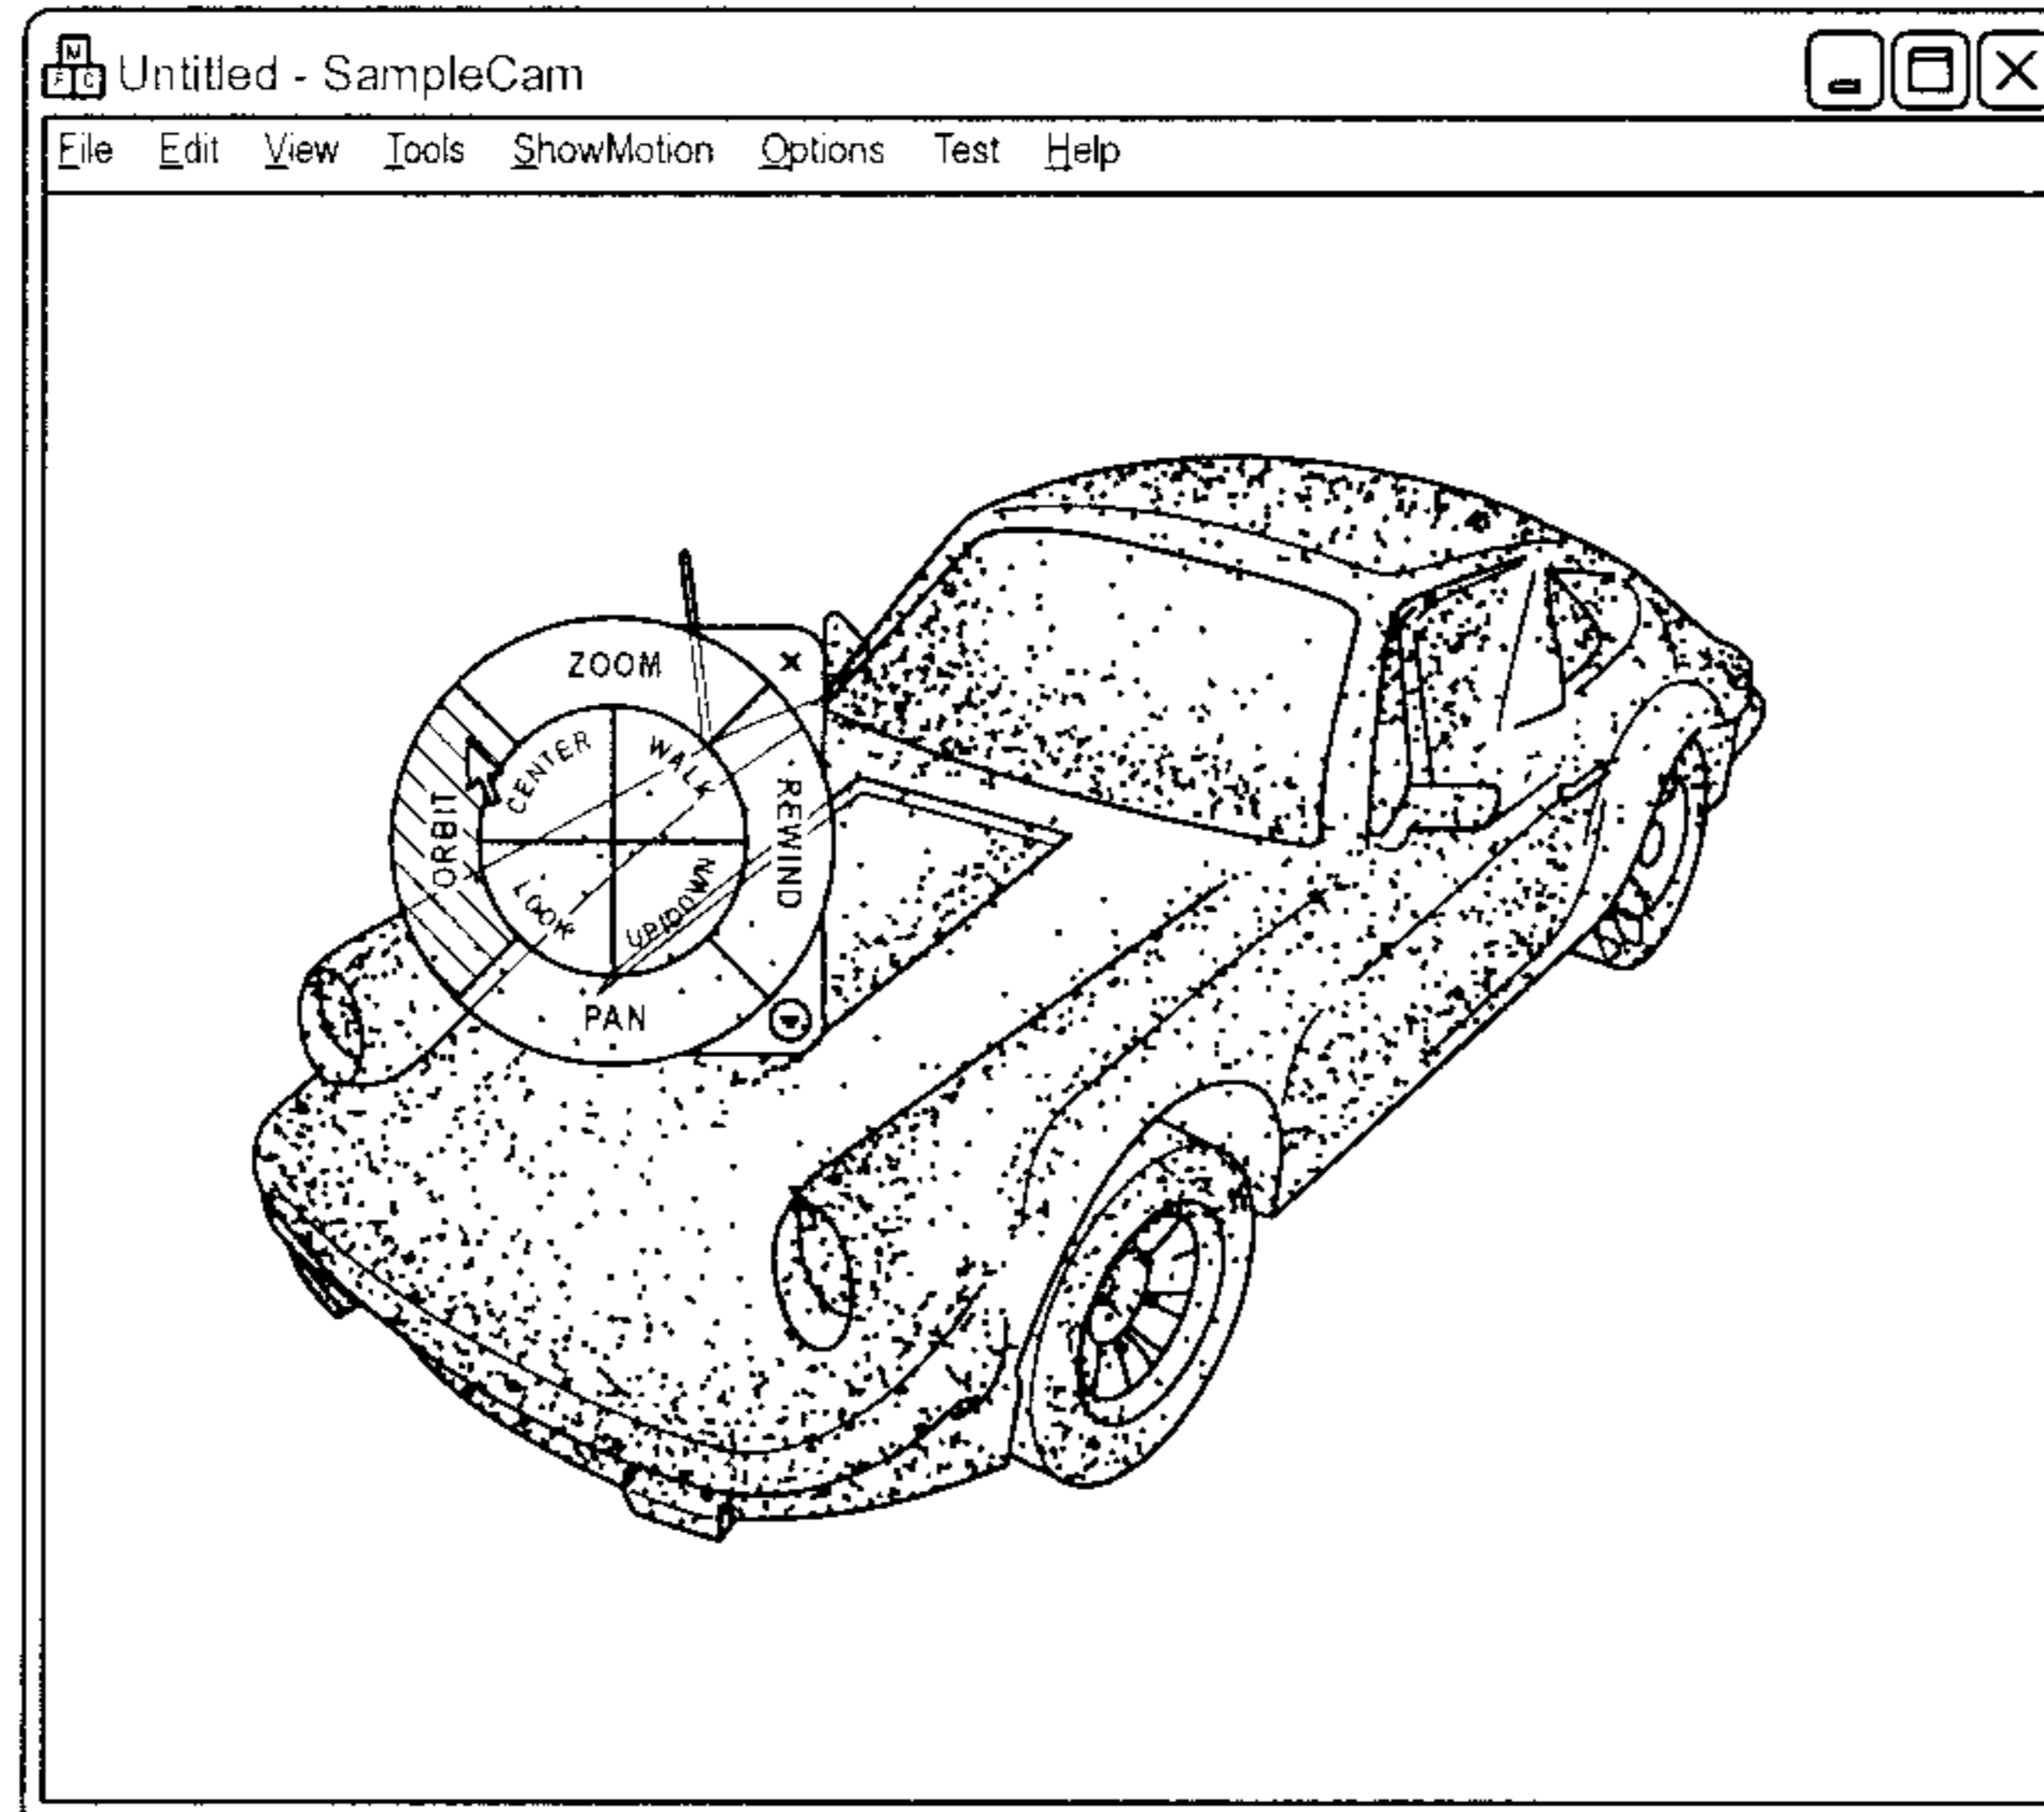 M
F C
Untitled - SampleCam
File Edit View Tools ShowMotion Options Test Help
ZOOM
CENTER
WALK
ORBIT
REWIND
LOOK
UP/DOWN
PAN